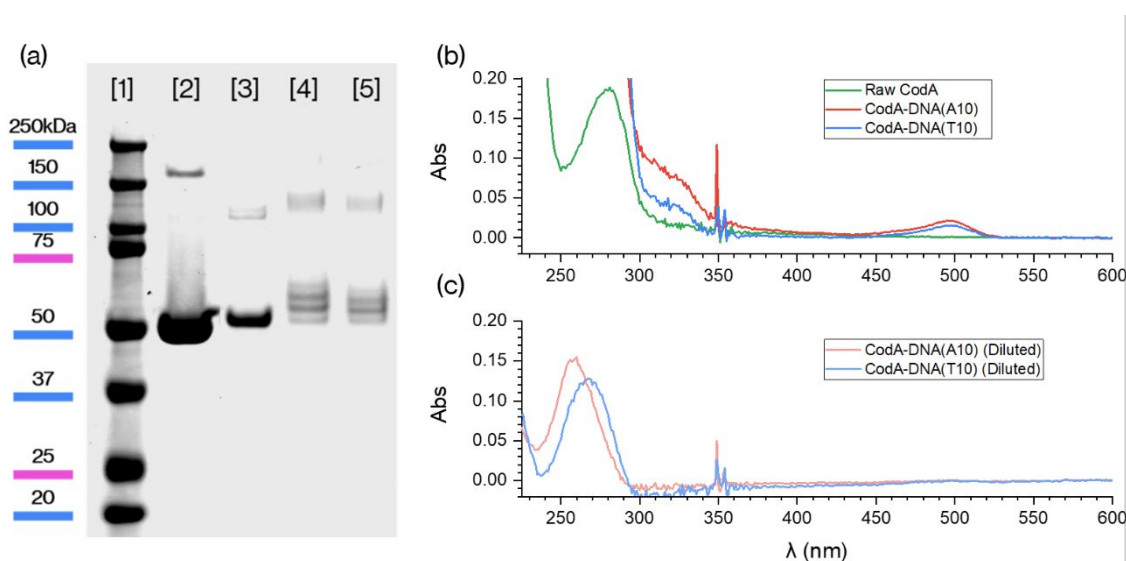 (a)
[1] [2] [3] [4] [5]
250kDa
150
100
75
50
37
25
20
(b)
0.20
0.15
0.10
0.05
0.00
Abs
Raw CodA
CodA-DNA(A10)
CodA-DNA(T10)
250 300 350 400 450 500 550 600
(c)
0.20
0.15
0.10
0.05
0.00
Abs
CodA-DNA(A10) (Diluted)
CodA-DNA(T10) (Diluted)
250 300 350 400 450 500 550 600
λ (nm)